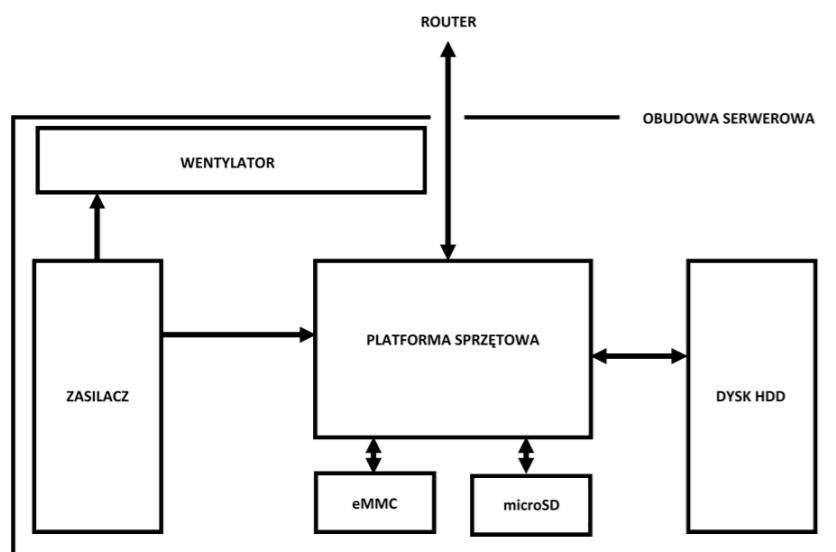 ROUTER
OBUDOWA SERWEROWA
WENTYLATOR
PLATFORMA SPRZĘTOWA
ZASILACZ
DYSK HDD
eMMC
microSD